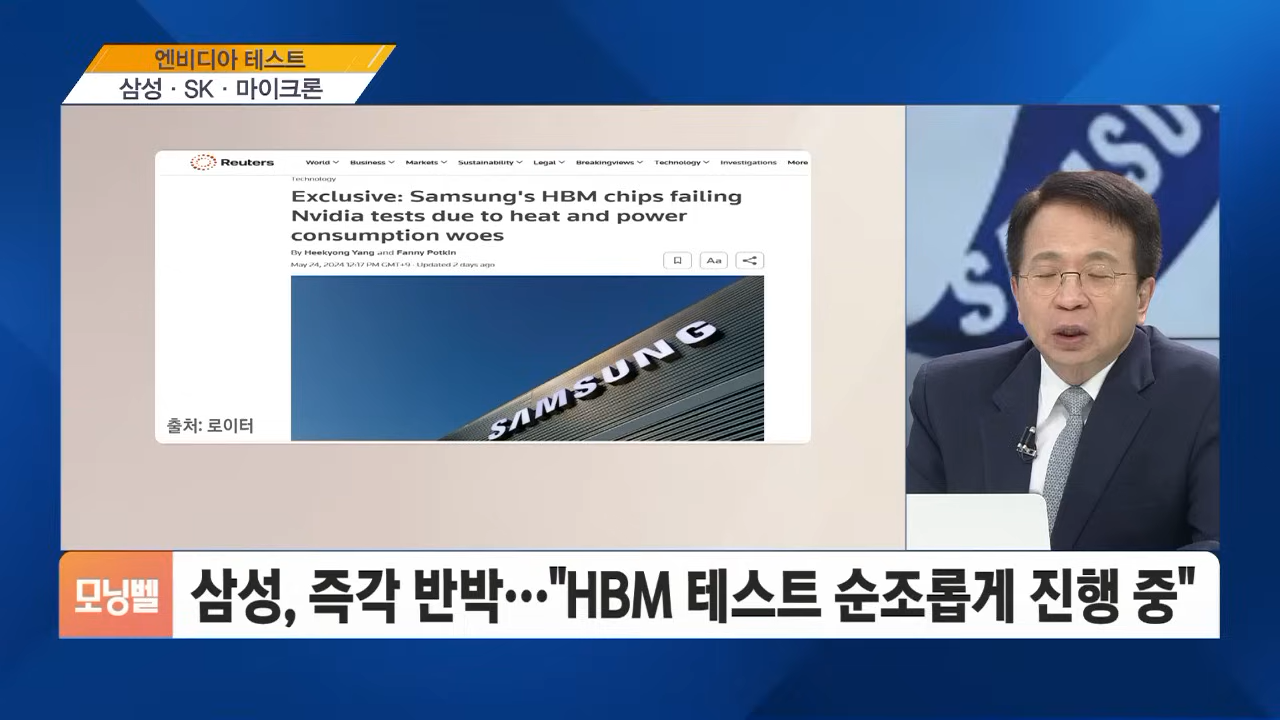 엔비디아 테스트
삼성 · SK · 마이크론
Reuters
World Business Markets Sustainability Legal Breakingviews Technology Investigations More
Technology
Exclusive: Samsung's HBM chips failing
Nvidia tests due to heat and power
consumption woes
By Heekyong Yang and Fanny Potkin
May 24, 2024 12:17 PM GMT+9 · Updated 2 days ago
Aa
SAMSUNG
출처: 로이터
SAMSU
S
모닝벨
삼성, 즉각 반박…"HBM 테스트 순조롭게 진행 중"